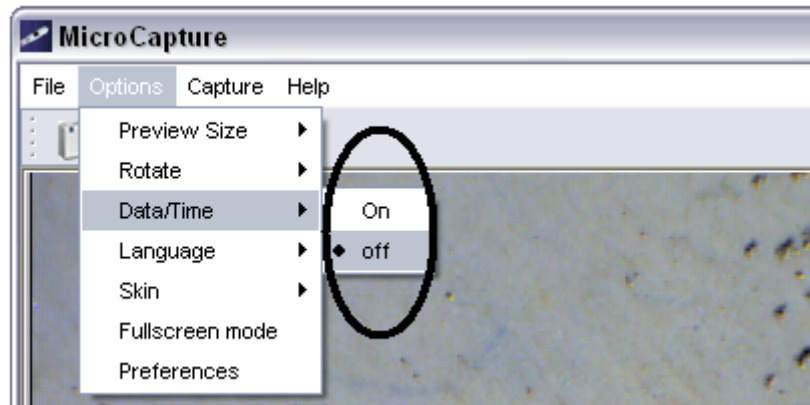 MicroCapture
File Options Capture Help
Preview Size
Rotate
Data/Time On
Language off
Skin
Fullscreen mode
Preferences